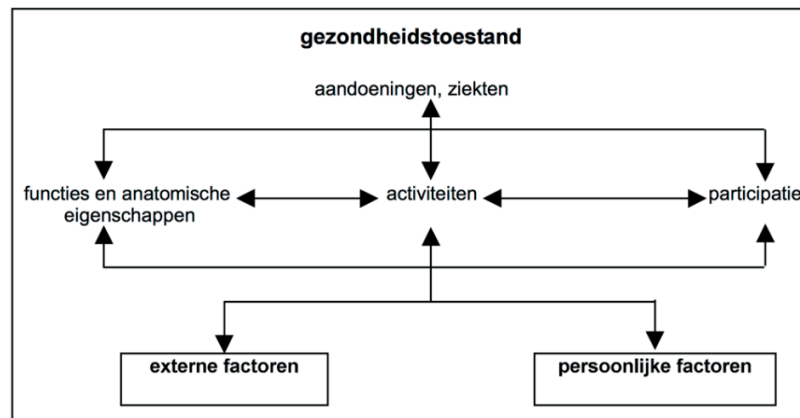 gezondheidstoestand
aandoeningen, ziekten
functies en anatomische
eigenschappen
activiteiten
participatie
externe factoren
persoonlijke factoren